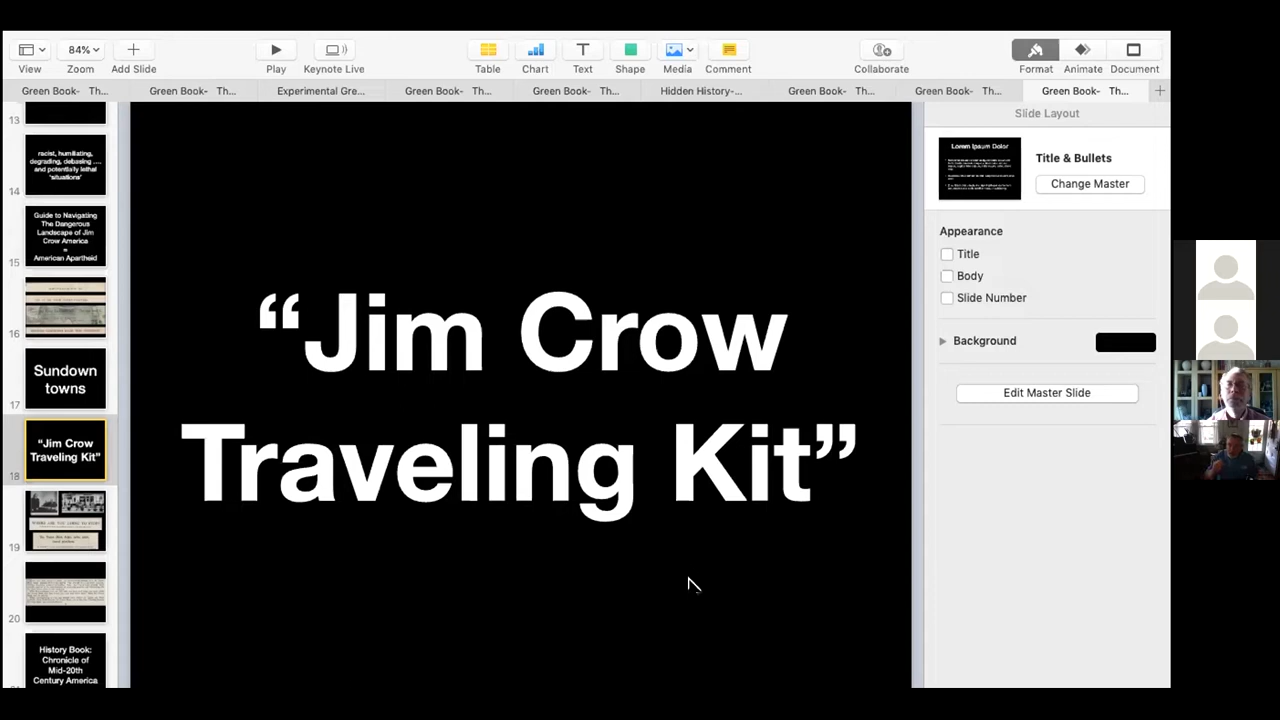 View
84%
Zoom
Add Slide
Play
Keynote Live
Table
Chart
Text
Shape
Media
Comment
Collaborate
Format
Animate
Document
Green Book- Th...
Green Book- Th...
Experimental Gre...
Green Book- Th...
Green Book- Th...
Hidden History-...
Green Book- Th...
Green Book- Th...
Green Book- Th...
13
racist, humiliating,
degrading, debasing ....
and potentially lethal
"situations"
14
Guide to Navigating
The Dangerous
Landscape of Jim
Crow America
=
American Apartheid
15
16
Sundown
towns
17
“Jim Crow
Traveling Kit”
18
19
20
History Book:
Chronicle of
Mid-20th
Century America
“Jim Crow
Traveling Kit”
Slide Layout
Lorem Ipsum Dolor
Title & Bullets
Change Master
Appearance
Title
Body
Slide Number
Background
Edit Master Slide